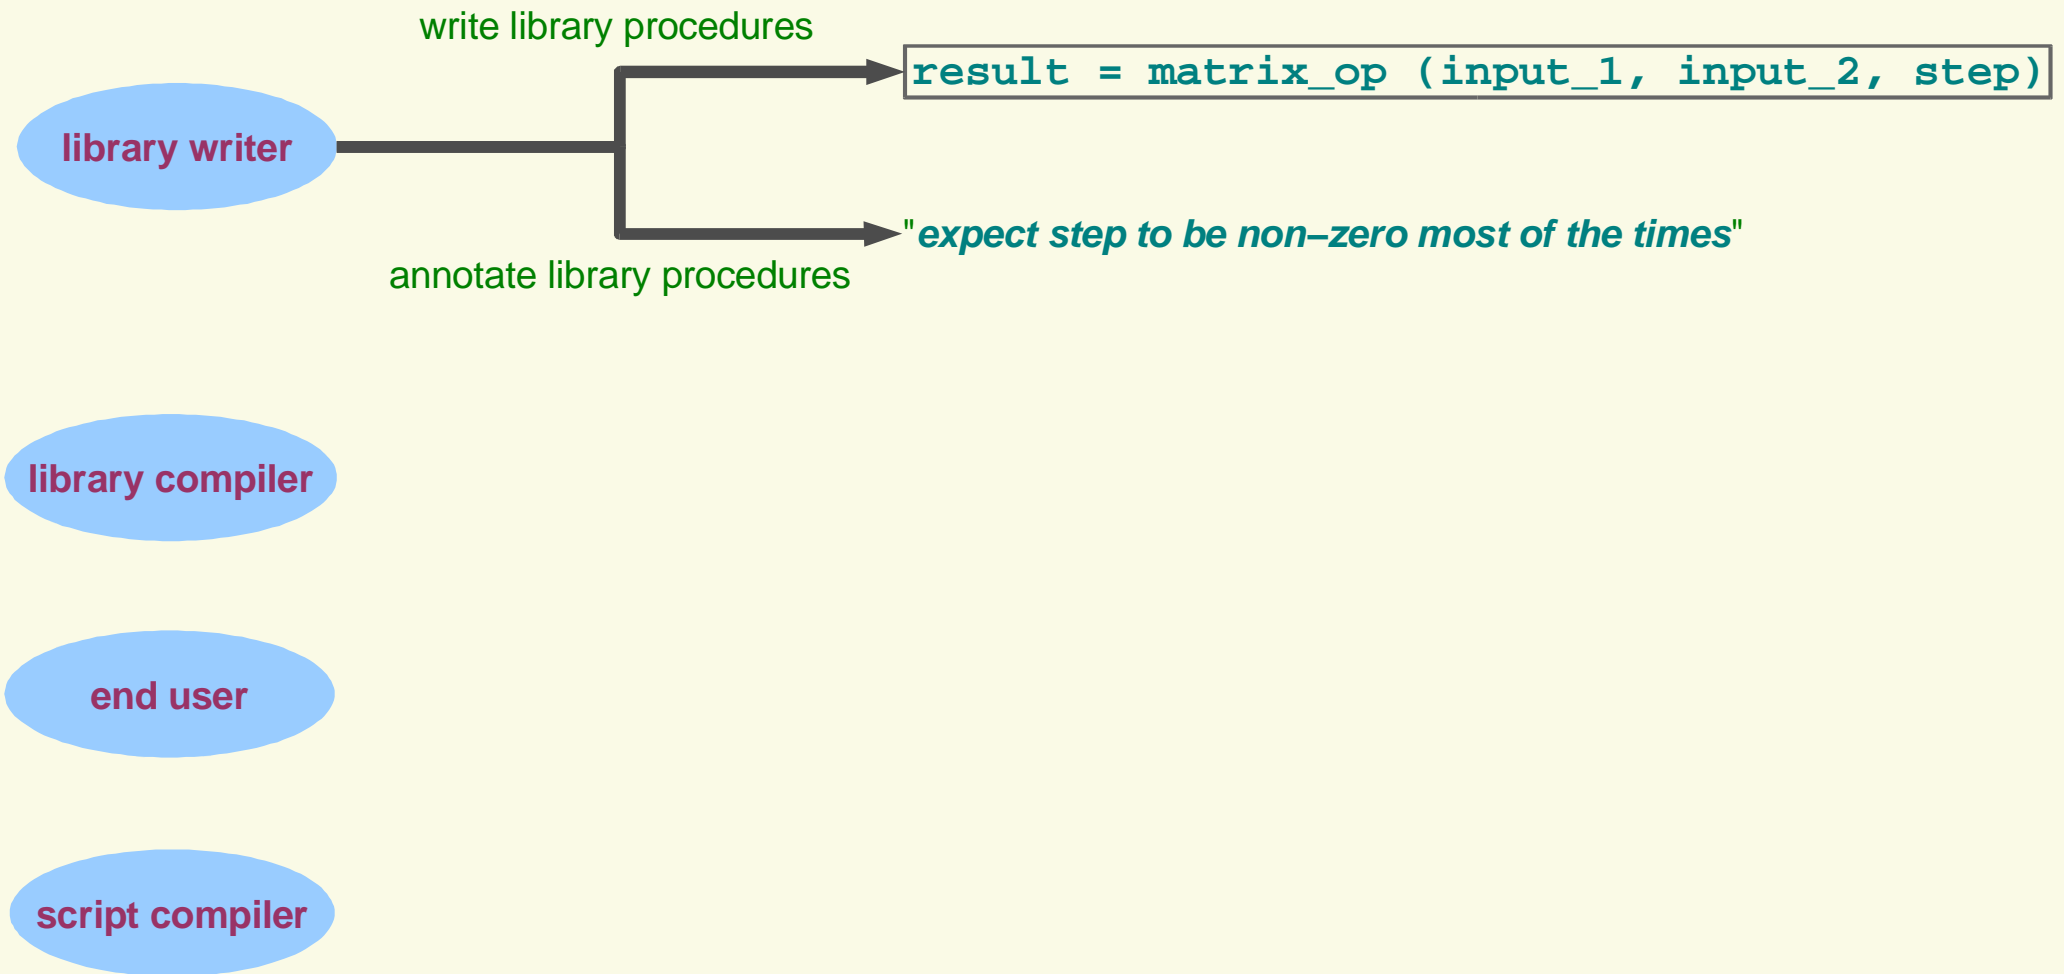 write library procedures
result = matrix_op (input_1, input_2, step)
library writer
"expect step to be non–zero most of the times"
annotate library procedures
library compiler
end user
script compiler